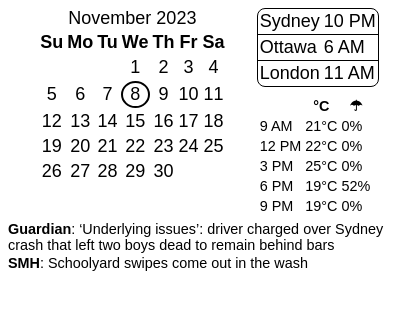 November 2023
Su Mo Tu We Th Fr Sa
1 2 3 4
5 6 7 8 9 10 11
12 13 14 15 16 17 18
19 20 21 22 23 24 25
26 27 28 29 30
Sydney 10 PM
Ottawa 6 AM
London 11 AM
°C ☂
9 AM 21°C 0%
12 PM 22°C 0%
3 PM 25°C 0%
6 PM 19°C 52%
9 PM 19°C 0%
Guardian: ‘Underlying issues’: driver charged over Sydney
crash that left two boys dead to remain behind bars
SMH: Schoolyard swipes come out in the wash